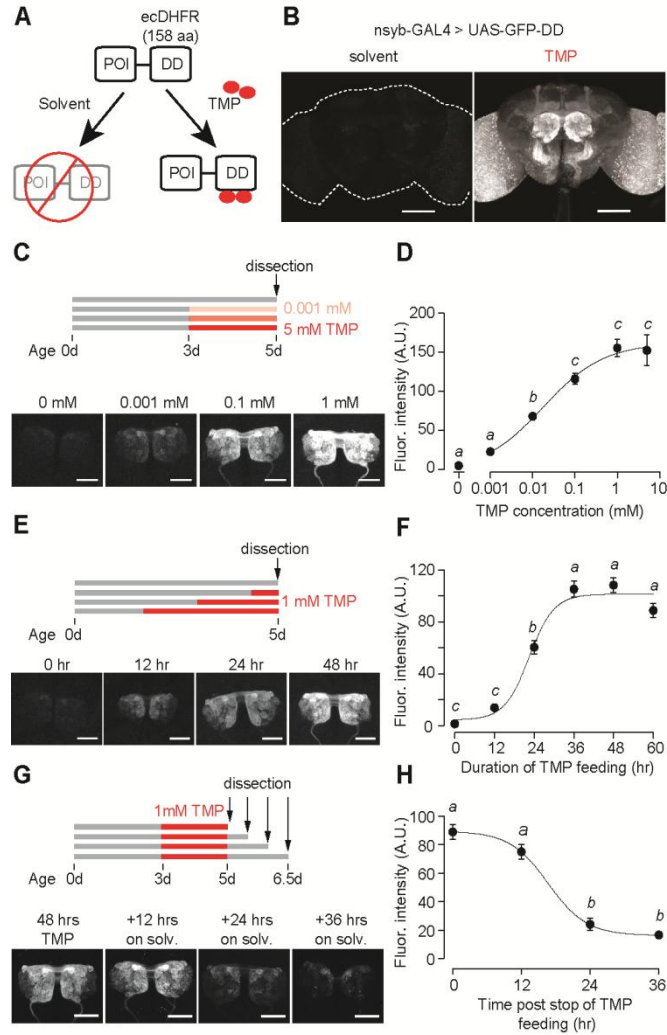 A
ecDHFR
(158 aa)
POI
DD
Solvent
TMP
POI
DD
POI
DD
B
nsyb-GAL4 > UAS-GFP-DD
solvent
TMP
C
dissection
0.001 mM
5 mM TMP
Age 0d 3d 5d
0 mM 0.001 mM 0.1 mM 1 mM
D
Fluor. intensity (A.U.)
200
150
100
50
0
a a b c c c
0 0.001 0.01 0.1 1 10
TMP concentration (mM)
E
dissection
1 mM TMP
Age 0d 5d
0 hr 12 hr 24 hr 48 hr
F
Fluor. intensity (A.U.)
120
80
40
0
c c b a a a
0 12 24 36 48 60
Duration of TMP feeding (hr)
G
dissection
1mM TMP
Age 0d 3d 5d 6.5d
48 hrs +12 hrs +24 hrs +36 hrs
TMP on solv. on solv. on solv.
H
Fluor. intensity (A.U.)
100
80
60
40
20
0
a a b b
0 12 24 36
Time post stop of TMP
feeding (hr)